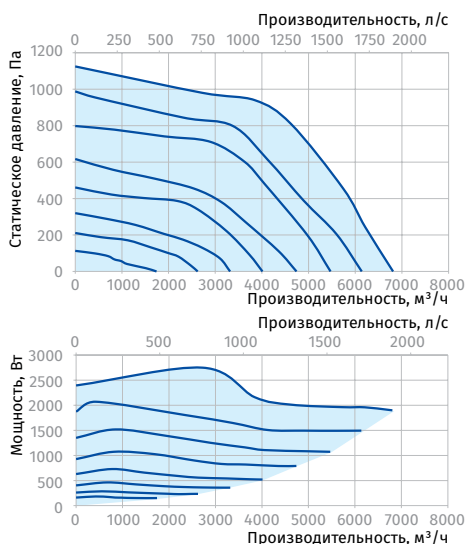 Производительность, л/с
0 250 500 750 1000 1250 1500 1750 2000
Статическое давление, Па
1200
1000
800
600
400
200
0
0 1000 2000 3000 4000 5000 6000 7000 8000
Производительность, м³/ч
Производительность, л/с
0 500 1000 1500 2000
Мощность, Вт
3000
2500
2000
1500
1000
500
0
0 1000 2000 3000 4000 5000 6000 7000 8000
Производительность, м³/ч